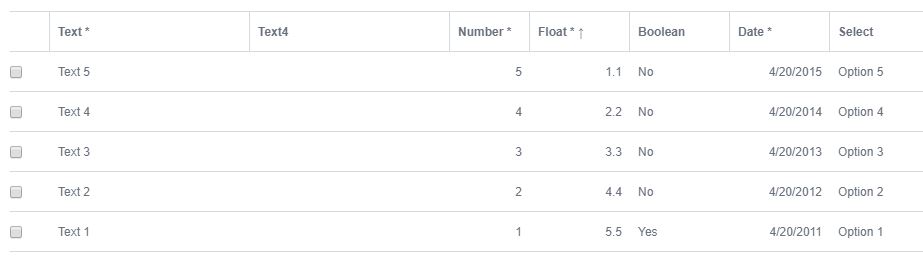 Text * Text4 Number * Float * ↑ Boolean Date * Select
Text 5 5 1.1 No 4/20/2015 Option 5
Text 4 4 2.2 No 4/20/2014 Option 4
Text 3 3 3.3 No 4/20/2013 Option 3
Text 2 2 4.4 No 4/20/2012 Option 2
Text 1 1 5.5 Yes 4/20/2011 Option 1